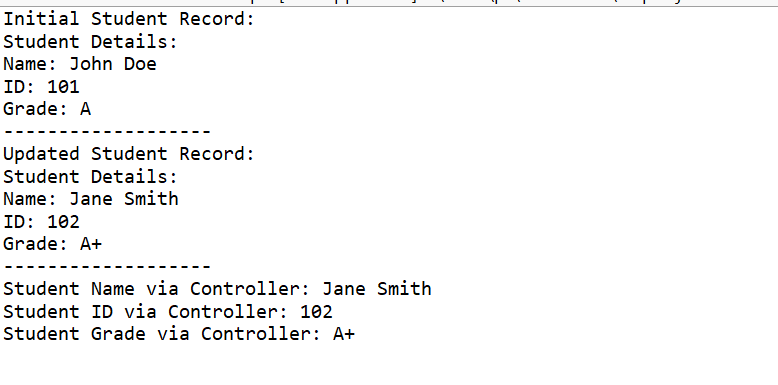 Initial Student Record:
Student Details:
Name: John Doe
ID: 101
Grade: A
-------------------
Updated Student Record:
Student Details:
Name: Jane Smith
ID: 102
Grade: A+
-------------------
Student Name via Controller: Jane Smith
Student ID via Controller: 102
Student Grade via Controller: A+